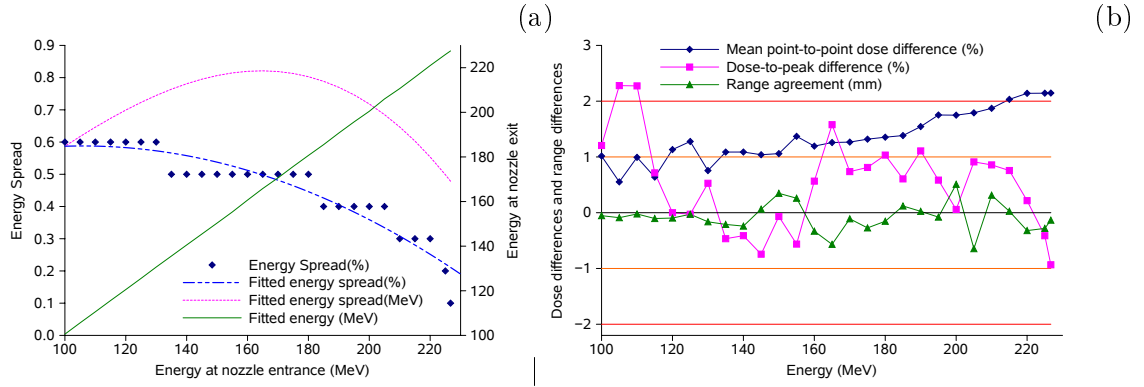 (a)
0.9
0.8
0.7
0.6
0.5
0.4
0.3
0.2
0.1
0.0
Energy Spread
220
200
180
160
140
120
100
Energy at nozzle exit
Energy Spread(%)
Fitted energy spread(%)
Fitted energy spread(MeV)
Fitted energy (MeV)
100 120 140 160 180 200 220
Energy at nozzle entrance (MeV)
(b)
3
2
1
0
−1
−2
Dose differences and range differences
Mean point-to-point dose difference (%)
Dose-to-peak difference (%)
Range agreement (mm)
100 120 140 160 180 200 220
Energy (MeV)